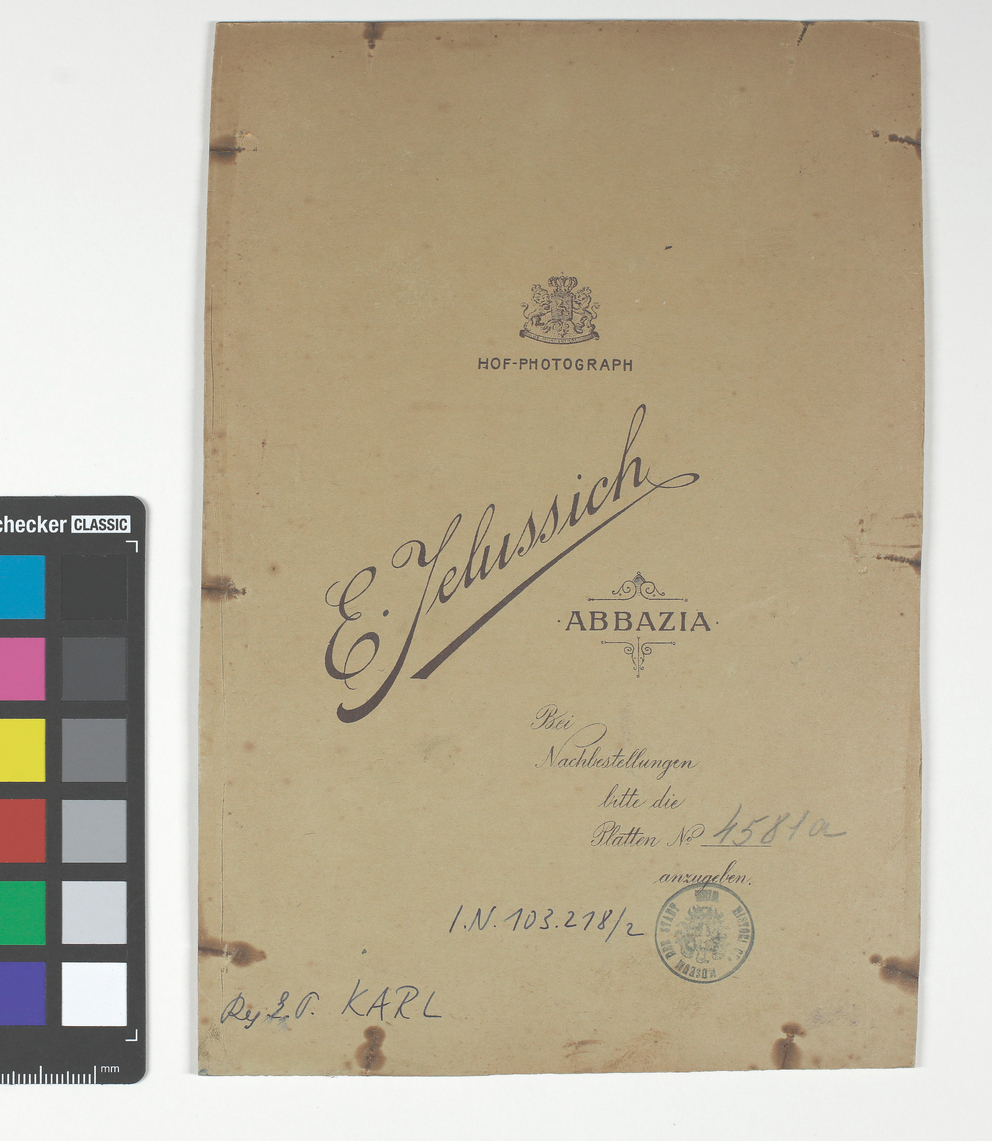 HOF-PHOTOGRAPH
E. Jelussich
·ABBAZIA·
Bei
Nachbestellungen
bitte die
Platten No 4581a
anzugeben.
I.N. 103.218/2
KARL
checker CLASSIC
mm